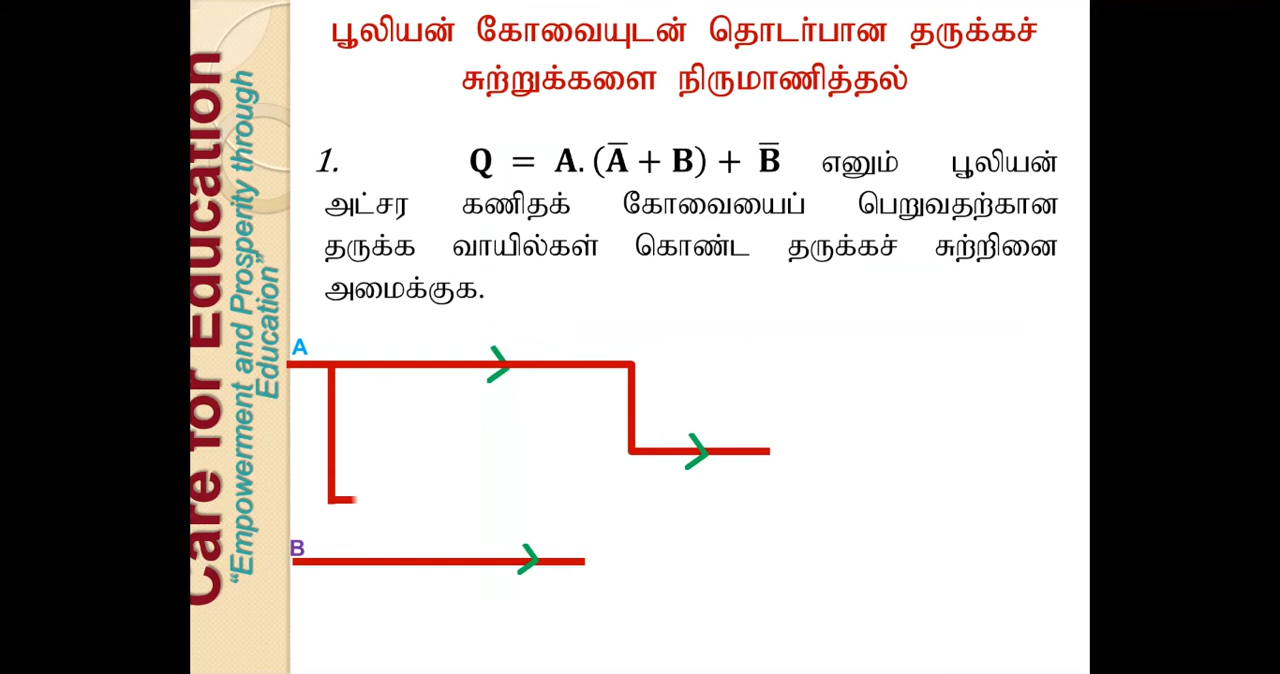 பூலியன் கோவையுடன் தொடர்பான தருக்கச்
சுற்றுக்களை நிருமாணித்தல்
1. Q = A. (A̅ + B) + B̅ எனும் பூலியன்
அட்சர கணிதக் கோவையைப் பெறுவதற்கான
தருக்க வாயில்கள் கொண்ட தருக்கச் சுற்றினை
அமைக்குக.
A
B
Care for Education
“Empowerment and Prosperity through
Education”